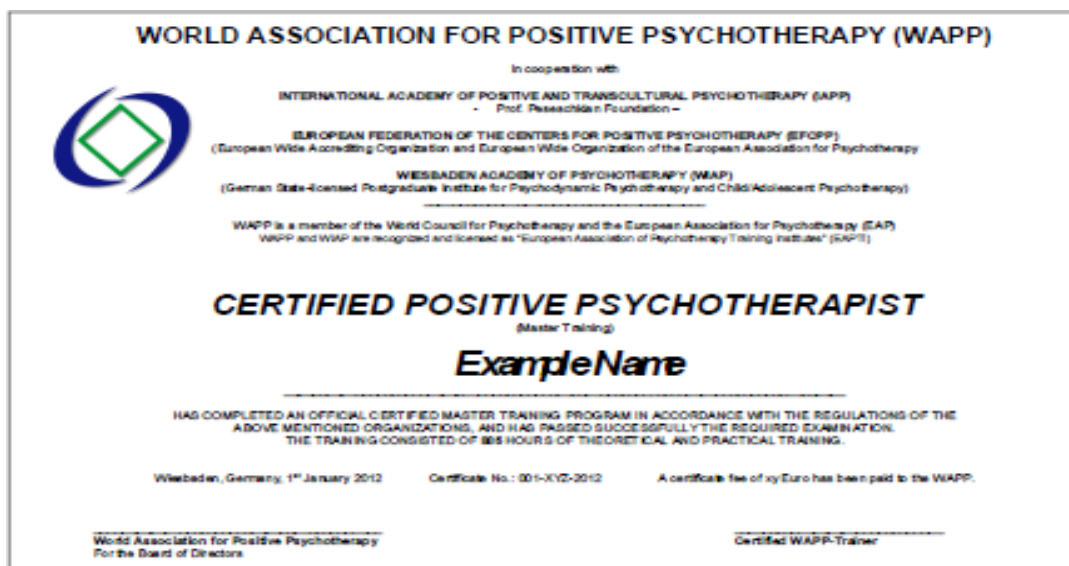 WORLD ASSOCIATION FOR POSITIVE PSYCHOTHERAPY (WAPP)
In cooperation with
INTERNATIONAL ACADEMY OF POSITIVE AND TRANSCULTURAL PSYCHOTHERAPY (IAPP)
- Prof. Peseschkian Foundation –
EUROPEAN FEDERATION OF THE CENTERS FOR POSITIVE PSYCHOTHERAPY (EFCPP)
(European Wide Accrediting Organization and European Wide Organization of the European Association for Psychotherapy
WIESBADEN ACADEMY OF PSYCHOTHERAPY (WIAP)
(German State-licensed Postgraduate Institute for Psychodynamic Psychotherapy and Child/Adolescent Psychotherapy)
WAPP is a member of the World Council for Psychotherapy and the European Association for Psychotherapy (EAP)
WAPP and WIAP are recognized and licensed as "European Association of Psychotherapy Training Institutes" (EAPTI)
CERTIFIED POSITIVE PSYCHOTHERAPIST
(Master Training)
Example Name
HAS COMPLETED AN OFFICIAL CERTIFIED MASTER TRAINING PROGRAM IN ACCORDANCE WITH THE REGULATIONS OF THE
ABOVE MENTIONED ORGANIZATIONS, AND HAS PASSED SUCCESSFULLY THE REQUIRED EXAMINATION.
THE TRAINING CONSISTED OF HOURS OF THEORETICAL AND PRACTICAL TRAINING.
Wiesbaden, Germany, 1st January 2012 Certificate No.: 001-XYZ-2012 A certificate fee of xy Euro has been paid to the WAPP.
World Association for Positive Psychotherapy Certified WAPP-Trainer
For the Board of Directors